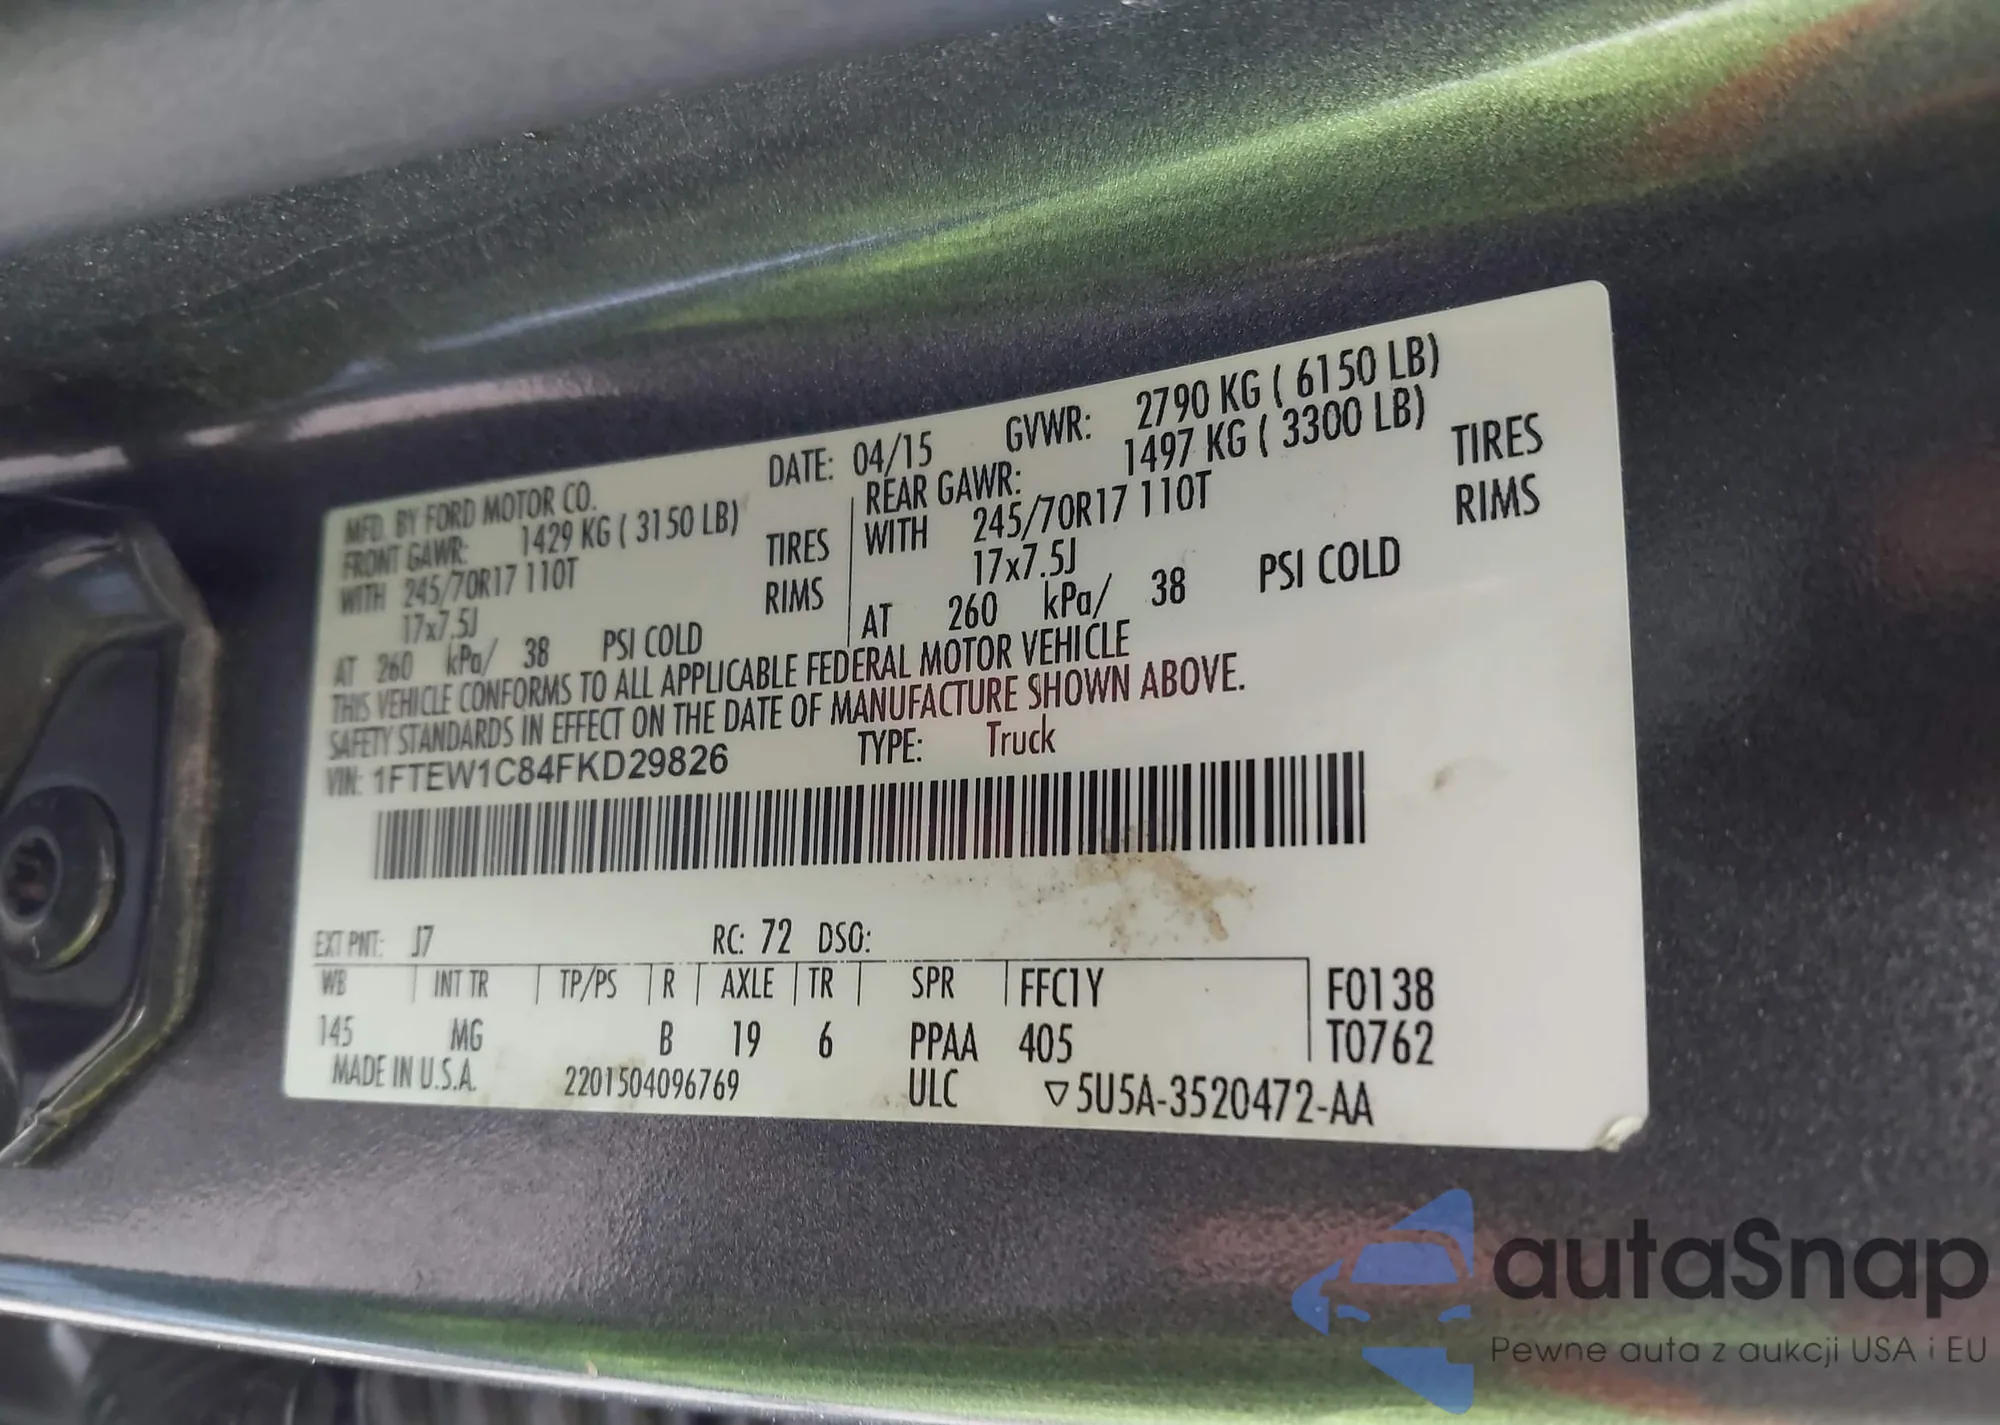 MFD. BY FORD MOTOR CO. DATE: 04/15 GVWR: 2790 KG ( 6150 LB)
FRONT GAWR: 1429 KG ( 3150 LB)
WITH 245/70R17 110T TIRES
17x7.5J RIMS
AT 260 kPa/ 38 PSI COLD
REAR GAWR: 1497 KG ( 3300 LB)
WITH 245/70R17 110T TIRES
17x7.5J RIMS
AT 260 kPa/ 38 PSI COLD
THIS VEHICLE CONFORMS TO ALL APPLICABLE FEDERAL MOTOR VEHICLE
SAFETY STANDARDS IN EFFECT ON THE DATE OF MANUFACTURE SHOWN ABOVE.
VIN: 1FTEW1C84FKD29826 TYPE: Truck
EXT PNT: J7 RC: 72 DSO:
WB INT TR TP/PS R AXLE TR SPR FFC1Y F0138
145 MG B 19 6 PPAA 405 T0762
MADE IN U.S.A. 2201504096769 ULC ▽5U5A-3520472-AA
autaSnap
Pewne auta z aukcji USA i EU